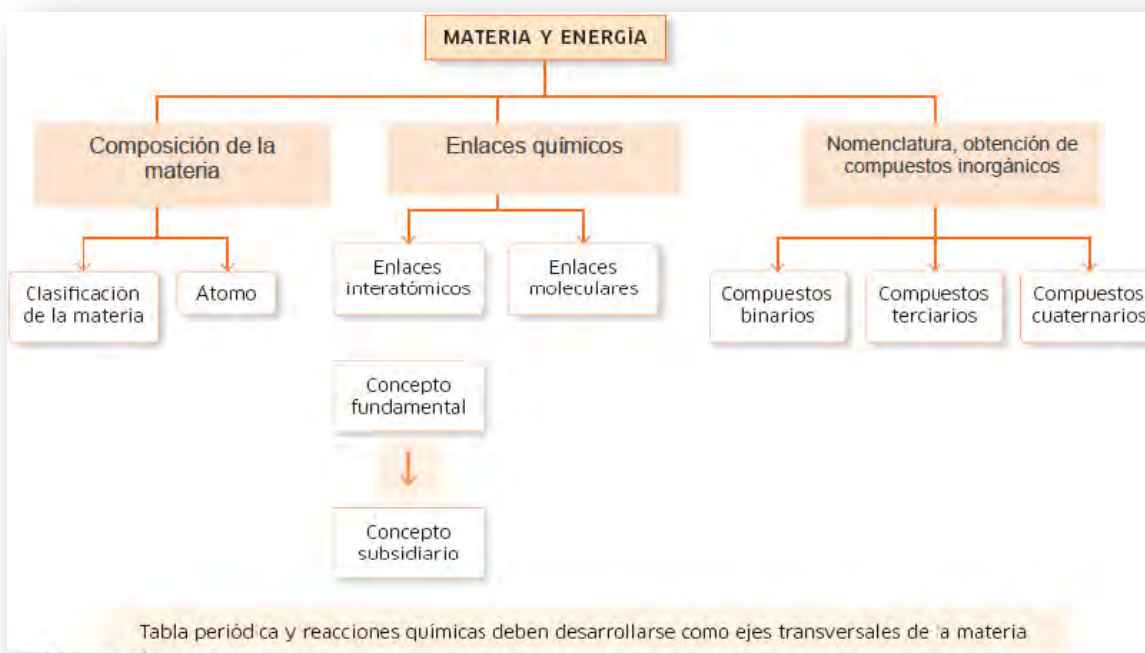 MATERIA Y ENERGÍA
Composición de la
materia
Enlaces químicos
Nomenclatura, obtención de
compuestos inorgánicos
Clasificación
de la materia
Atomo
Enlaces
interatómicos
Enlaces
moleculares
Compuestos
binarios
Compuestos
terciarios
Compuestos
cuaternarios
Concepto
fundamental
Concepto
subsidiario
Tabla periódica y reacciones químicas deben desarrollarse como ejes transversales de la materia